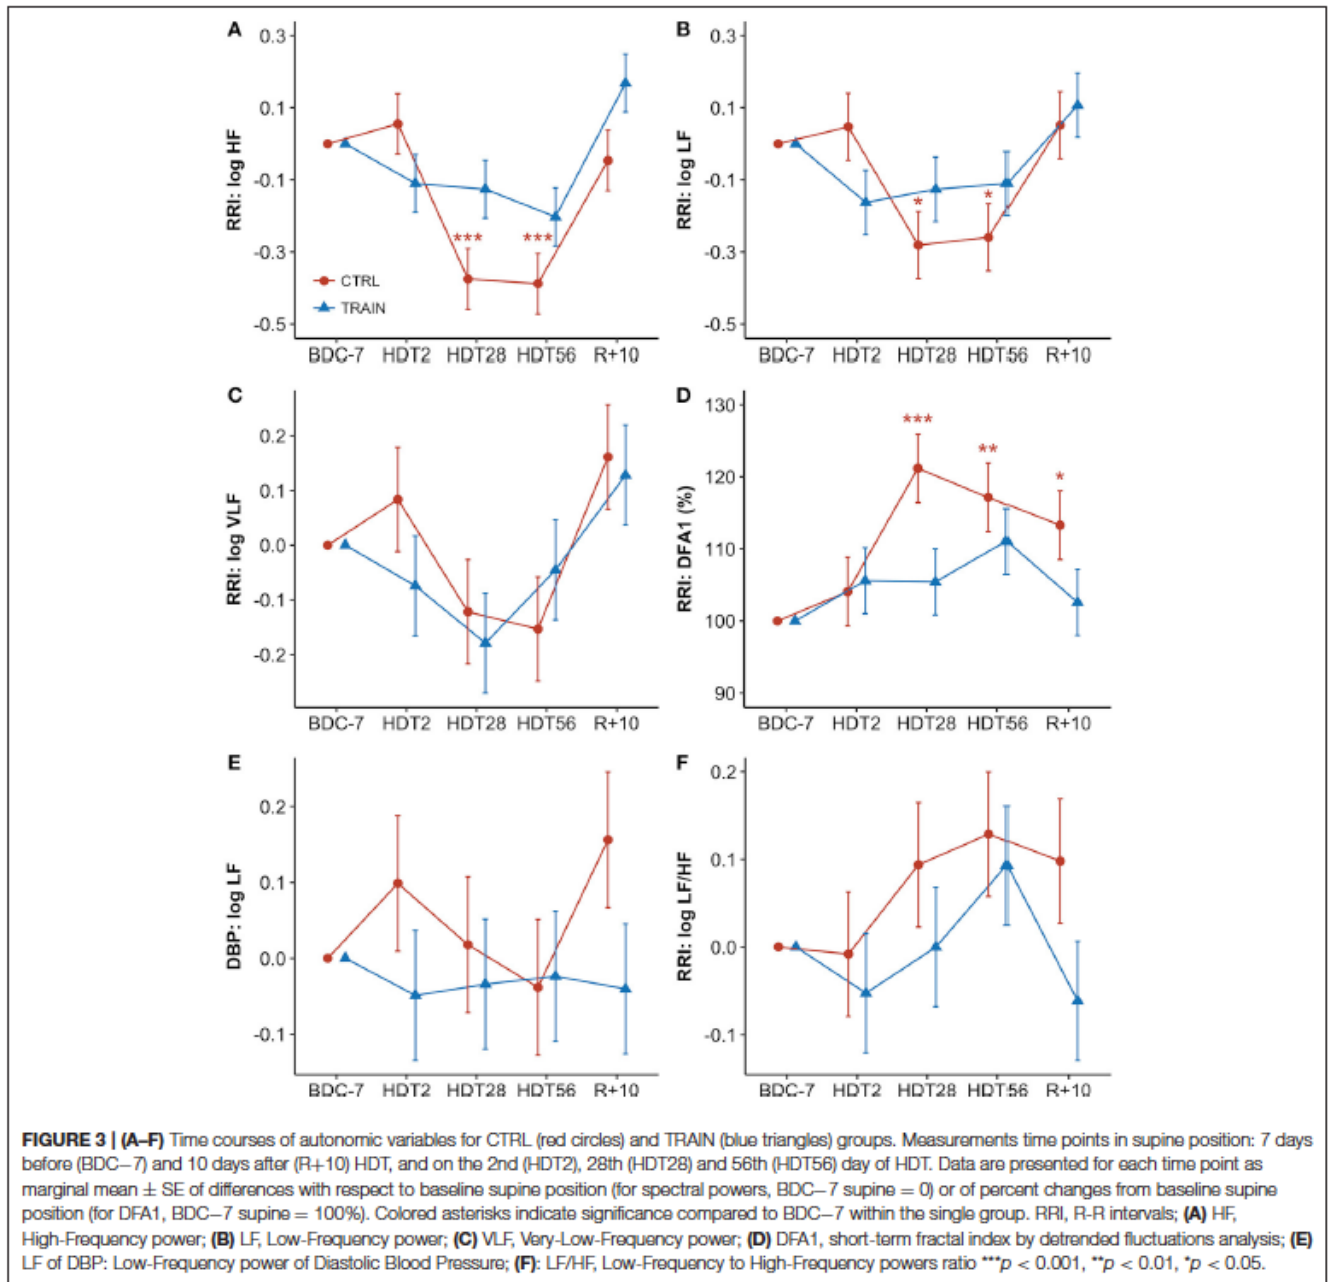 A
B
0.3
0.1
-0.1
-0.3
-0.5
RRI: log HF
***
***
CTRL
TRAIN
BDC-7 HDT2 HDT28 HDT56 R+10
0.3
0.1
-0.1
-0.3
-0.5
RRI: log LF
*
*
BDC-7 HDT2 HDT28 HDT56 R+10
C
D
0.2
0.1
0.0
-0.1
-0.2
RRI: log VLF
BDC-7 HDT2 HDT28 HDT56 R+10
130
120
110
100
90
RRI: DFA1 (%)
***
**
*
BDC-7 HDT2 HDT28 HDT56 R+10
E
F
0.2
0.1
0.0
-0.1
DBP: log LF
BDC-7 HDT2 HDT28 HDT56 R+10
0.2
0.1
0.0
-0.1
RRI: log LF/HF
BDC-7 HDT2 HDT28 HDT56 R+10
FIGURE 3 | (A–F) Time courses of autonomic variables for CTRL (red circles) and TRAIN (blue triangles) groups. Measurements time points in supine position: 7 days
before (BDC−7) and 10 days after (R+10) HDT, and on the 2nd (HDT2), 28th (HDT28) and 56th (HDT56) day of HDT. Data are presented for each time point as
marginal mean ± SE of differences with respect to baseline supine position (for spectral powers, BDC−7 supine = 0) or of percent changes from baseline supine
position (for DFA1, BDC−7 supine = 100%). Colored asterisks indicate significance compared to BDC−7 within the single group. RRI, R-R intervals; (A) HF,
High-Frequency power; (B) LF, Low-Frequency power; (C) VLF, Very-Low-Frequency power; (D) DFA1, short-term fractal index by detrended fluctuations analysis; (E)
LF of DBP: Low-Frequency power of Diastolic Blood Pressure; (F): LF/HF, Low-Frequency to High-Frequency powers ratio ***p < 0.001, **p < 0.01, *p < 0.05.